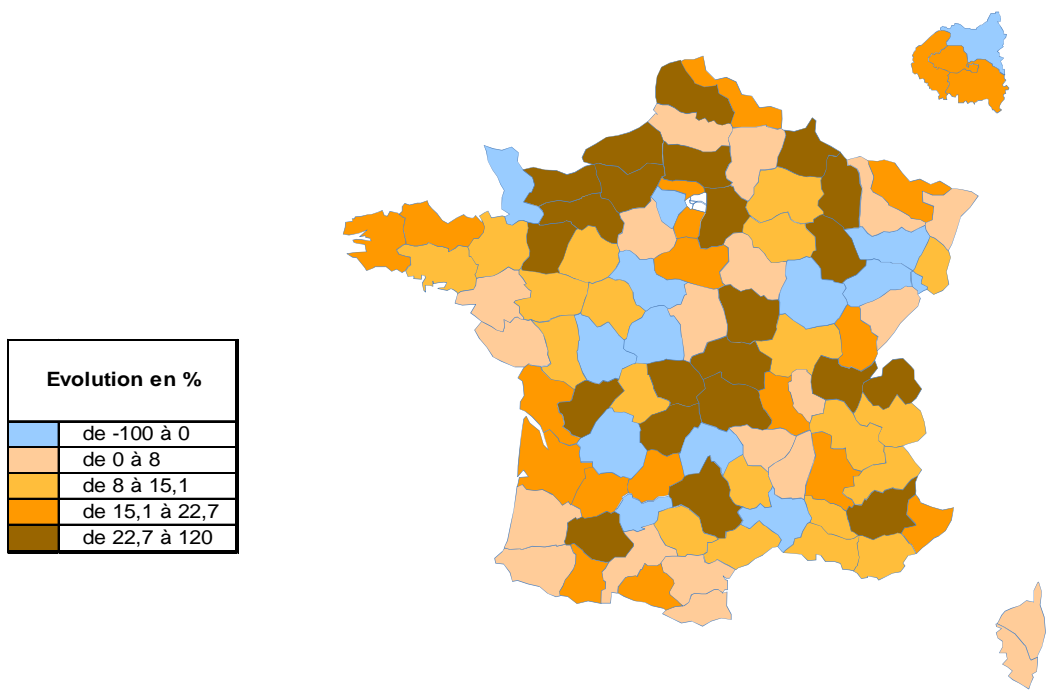 Evolution en %
de -100 à 0
de 0 à 8
de 8 à 15,1
de 15,1 à 22,7
de 22,7 à 120